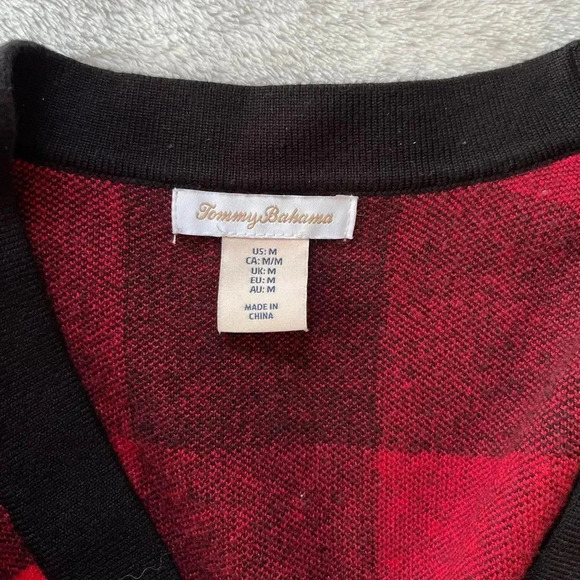 Tommy Bahama
US: M
CA: M/M
UK: M
EU: M
AU: M
MADE IN
CHINA